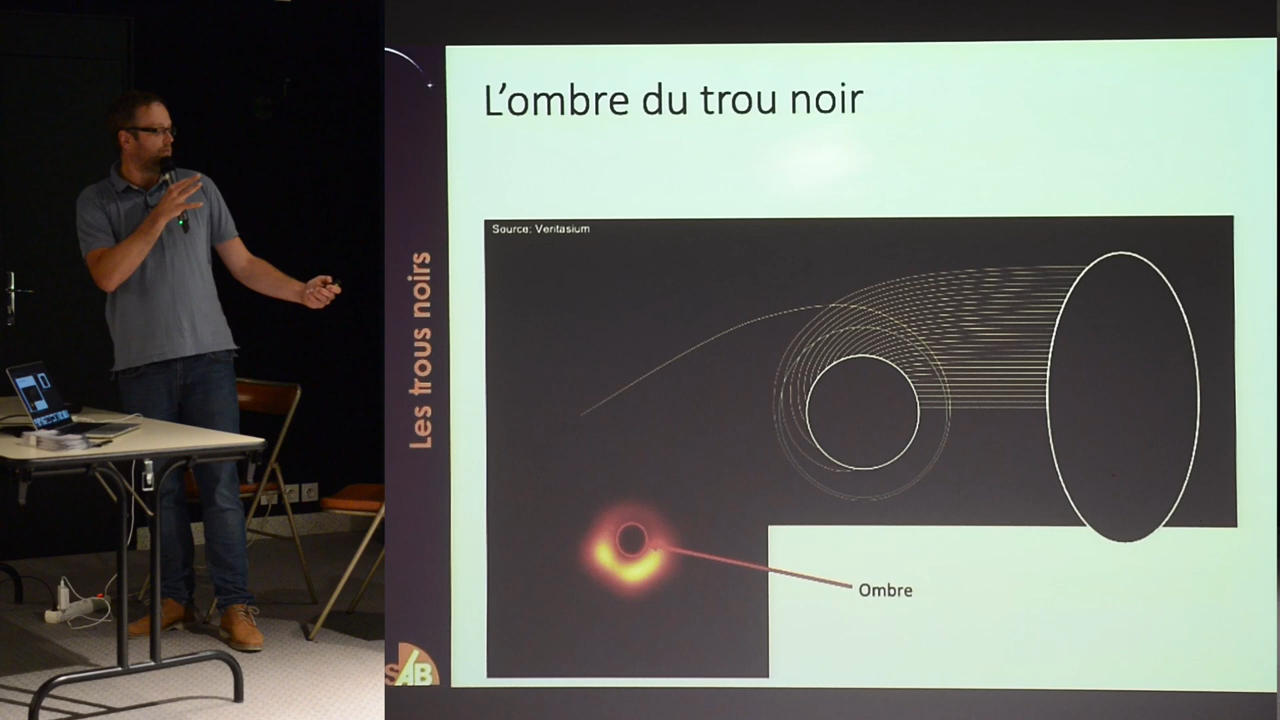 L'ombre du trou noir
Source: Veritasium
Les trous noirs
Ombre
SAB